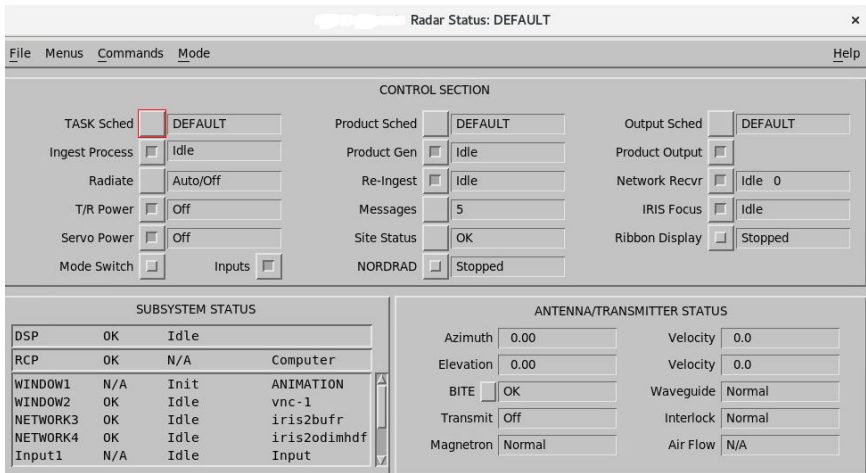 Radar Status: DEFAULT x
File Menus Commands Mode Help
CONTROL SECTION
TASK Sched DEFAULT Product Sched DEFAULT Output Sched DEFAULT
Ingest Process Idle Product Gen Idle Product Output
Radiate Auto/Off Re-Ingest Idle Network Recvr Idle 0
T/R Power Off Messages 5 IRIS Focus Idle
Servo Power Off Site Status OK Ribbon Display Stopped
Mode Switch Inputs NORDRAD Stopped
SUBSYSTEM STATUS
DSP OK Idle
RCP OK N/A Computer
WINDOW1 N/A Init ANIMATION
WINDOW2 OK Idle vnc-1
NETWORK3 OK Idle iris2bufr
NETWORK4 OK Idle iris2odimhdf
Input1 N/A Idle Input
ANTENNA/TRANSMITTER STATUS
Azimuth 0.00 Velocity 0.0
Elevation 0.00 Velocity 0.0
BITE OK Waveguide Normal
Transmit Off Interlock Normal
Magnetron Normal Air Flow N/A